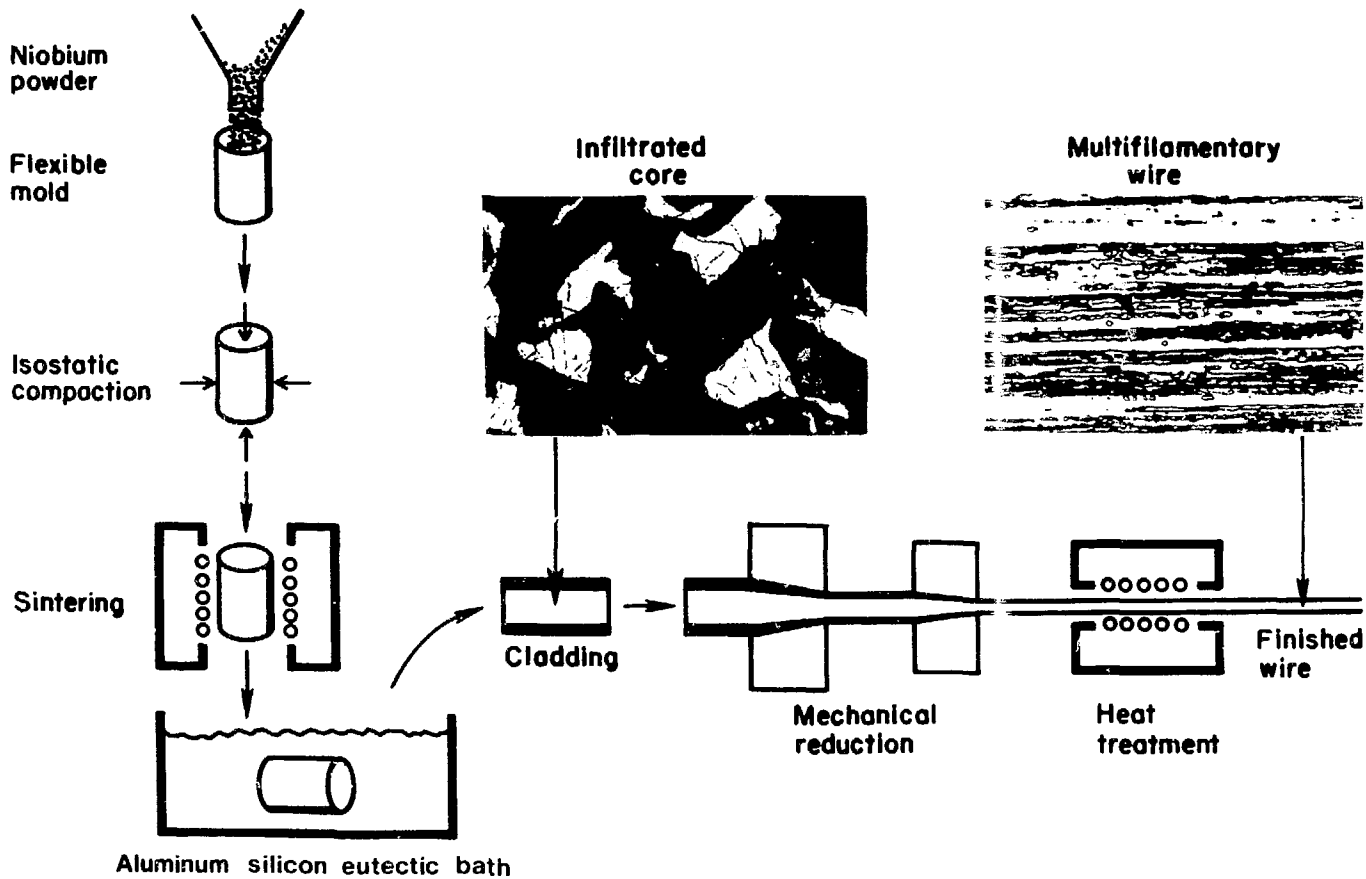 Niobium
powder
Flexible
mold
Isostatic
compaction
Sintering
Aluminum silicon eutectic bath
Infiltrated
core
Cladding
Mechanical
reduction
Multifilamentary
wire
Heat
treatment
Finished
wire